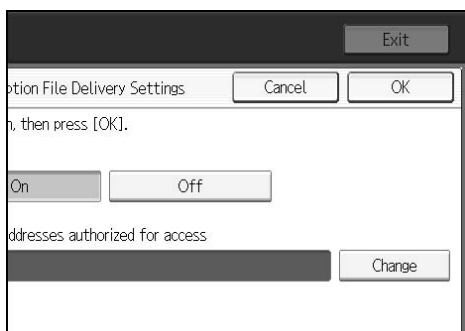 Exit
ption File Delivery Settings Cancel OK
n, then press [OK].
On Off
ddresses authorized for access
Change